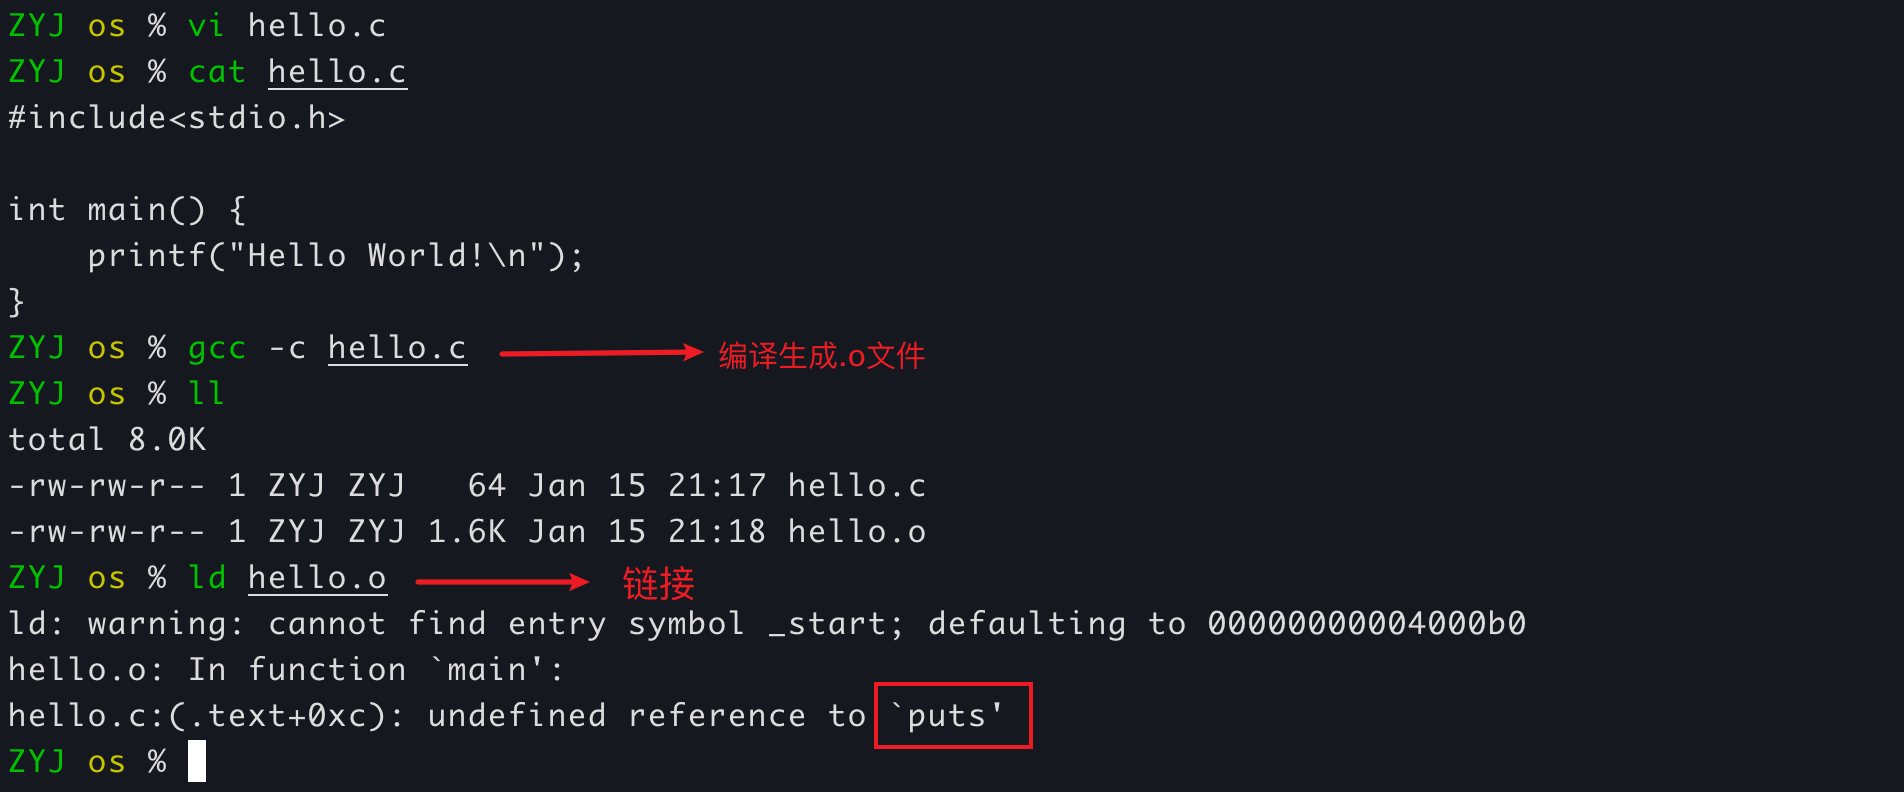 ZYJ os % vi hello.c
ZYJ os % cat hello.c
#include<stdio.h>
int main() {
    printf("Hello World!\n");
}
ZYJ os % gcc -c hello.c 编译生成.o文件
ZYJ os % ll
total 8.0K
-rw-rw-r-- 1 ZYJ ZYJ   64 Jan 15 21:17 hello.c
-rw-rw-r-- 1 ZYJ ZYJ 1.6K Jan 15 21:18 hello.o
ZYJ os % ld hello.o 链接
ld: warning: cannot find entry symbol _start; defaulting to 00000000004000b0
hello.o: In function `main':
hello.c:(.text+0xc): undefined reference to `puts'
ZYJ os %